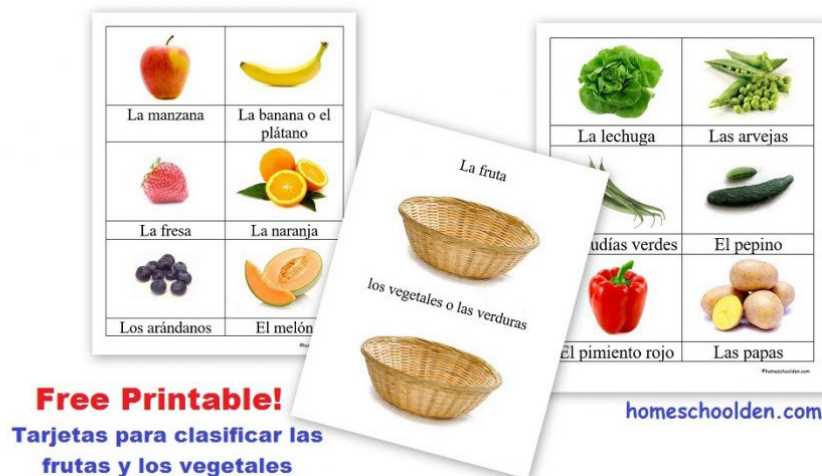 La manzana
La banana o el
plátano
La fresa
La naranja
Los arándanos
El melón
La fruta
los vegetales o las verduras
La lechuga
Las arvejas
udías verdes
El pepino
El pimiento rojo
Las papas
©homeschoolden.com
Free Printable!
Tarjetas para clasificar las
frutas y los vegetales
homeschoolden.com